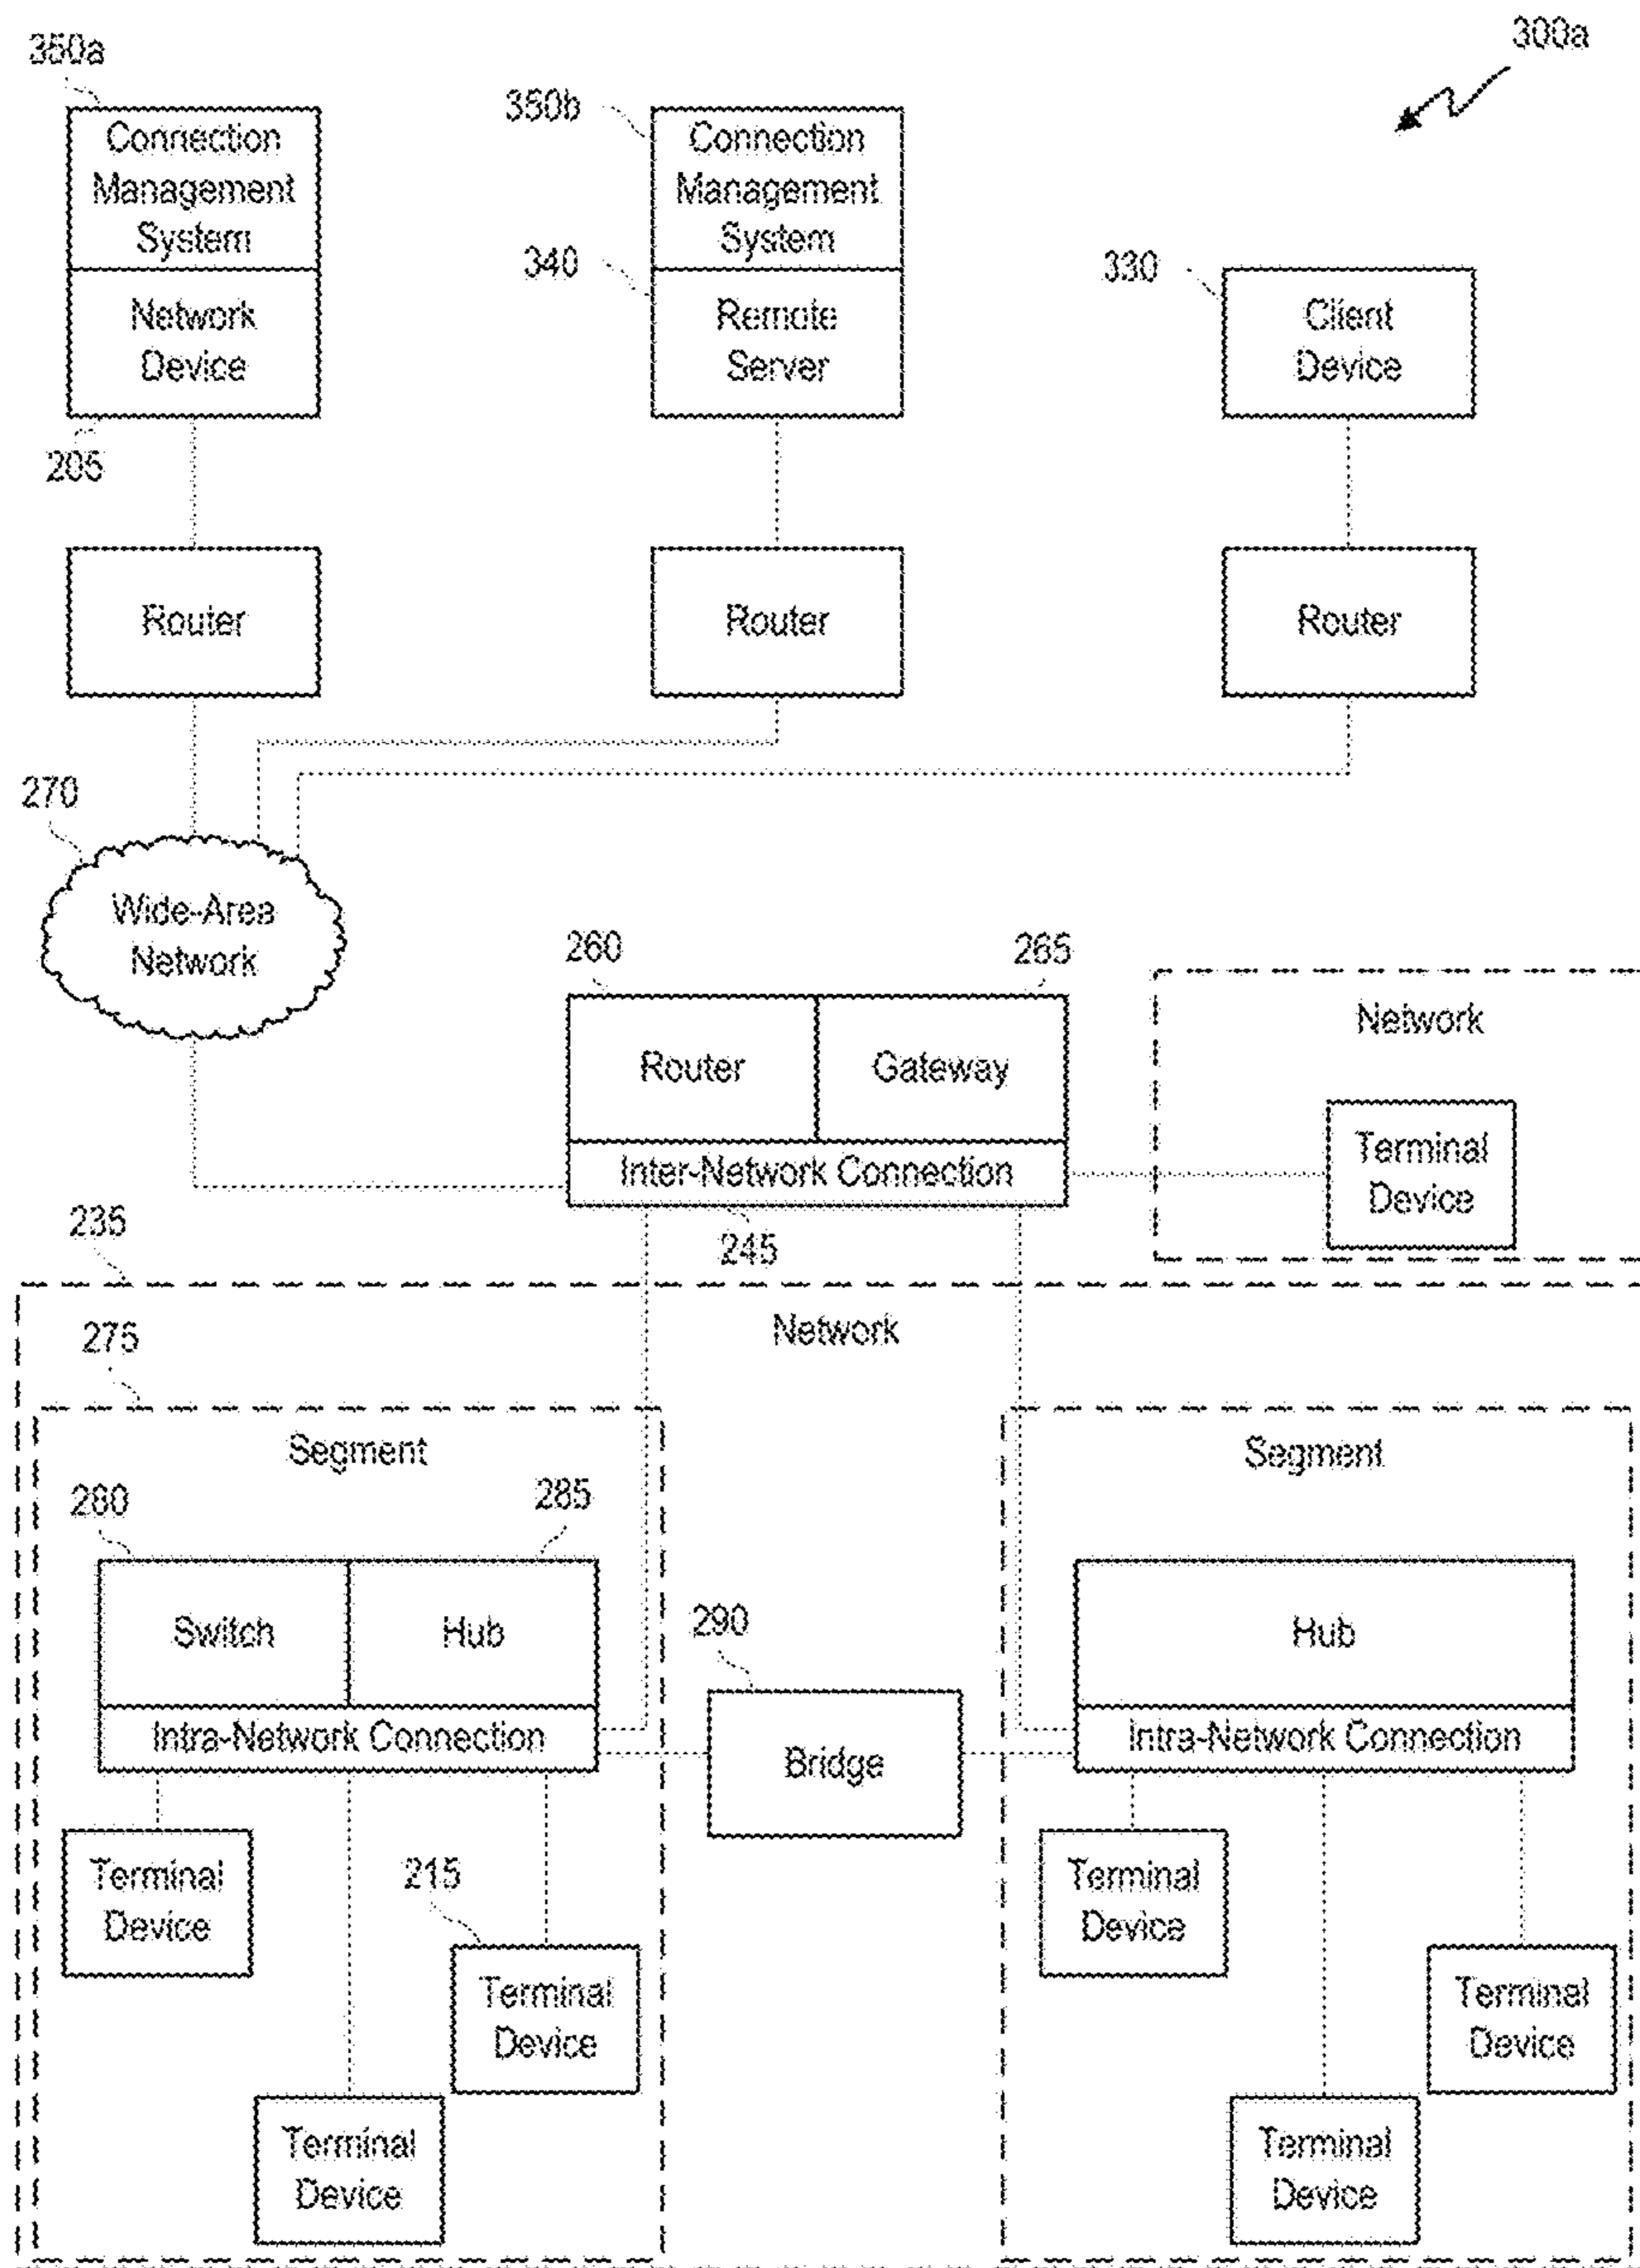 300a
350a
350b
Connection
Management
System
Connection
Management
System
340
330
Network
Device
Remote
Server
Client
Device
205
Router
Router
Router
270
Wide-Area
Network
260
265
Router
Gateway
Network
Inter-Network Connection
Terminal
Device
235
245
Network
275
Segment
Segment
280
285
Switch
Hub
Hub
290
Intra-Network Connection
Bridge
Intra-Network Connection
Terminal
Device
215
Terminal
Device
Terminal
Device
Terminal
Device
Terminal
Device
Terminal
Device